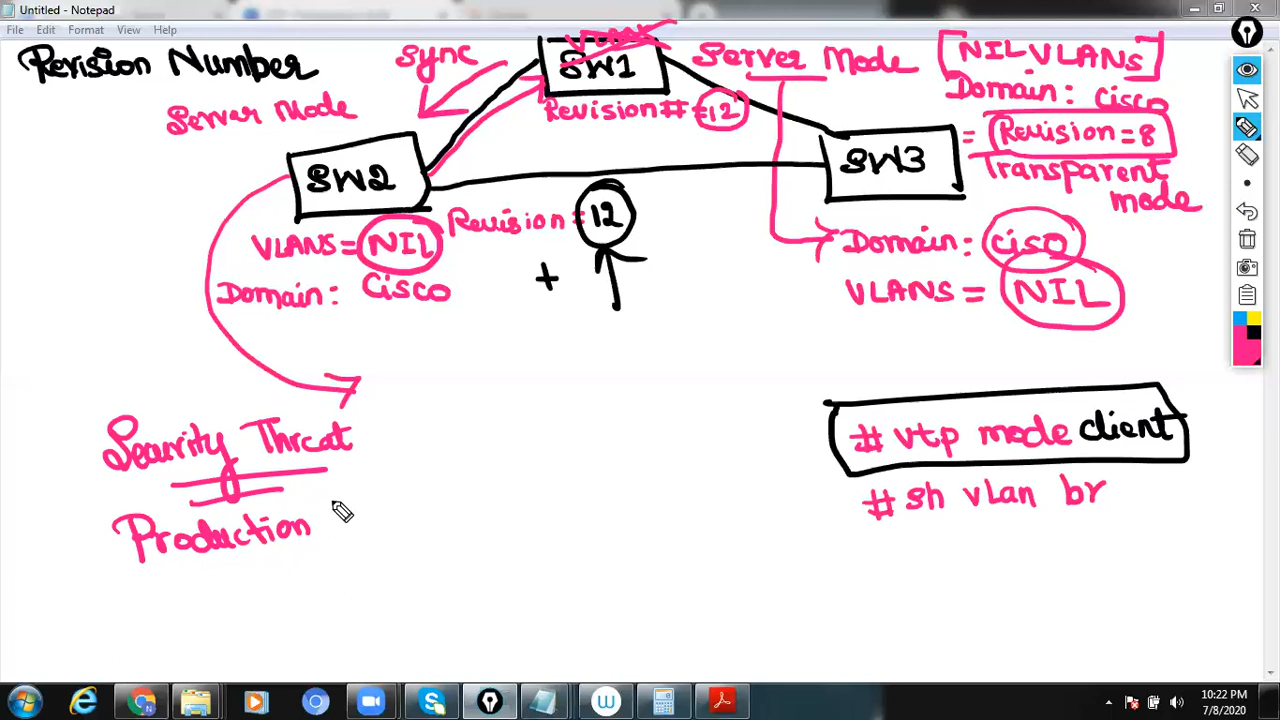 Untitled - Notepad
File Edit Format View Help
Revision Number
Sync
VLANs
SW1
Server Mode
[NIL VLANs]
Domain: cisco
Server Mode
Revision # = 12
= Revision = 8
Transparent
mode
SW2
SW3
VLANS = NIL
Revision = 12
Domain: cisco
Domain: Cisco
+
VLANS = NIL
Security Threat
# vtp mode client
# sh vlan br
Production
10:22 PM
7/8/2020